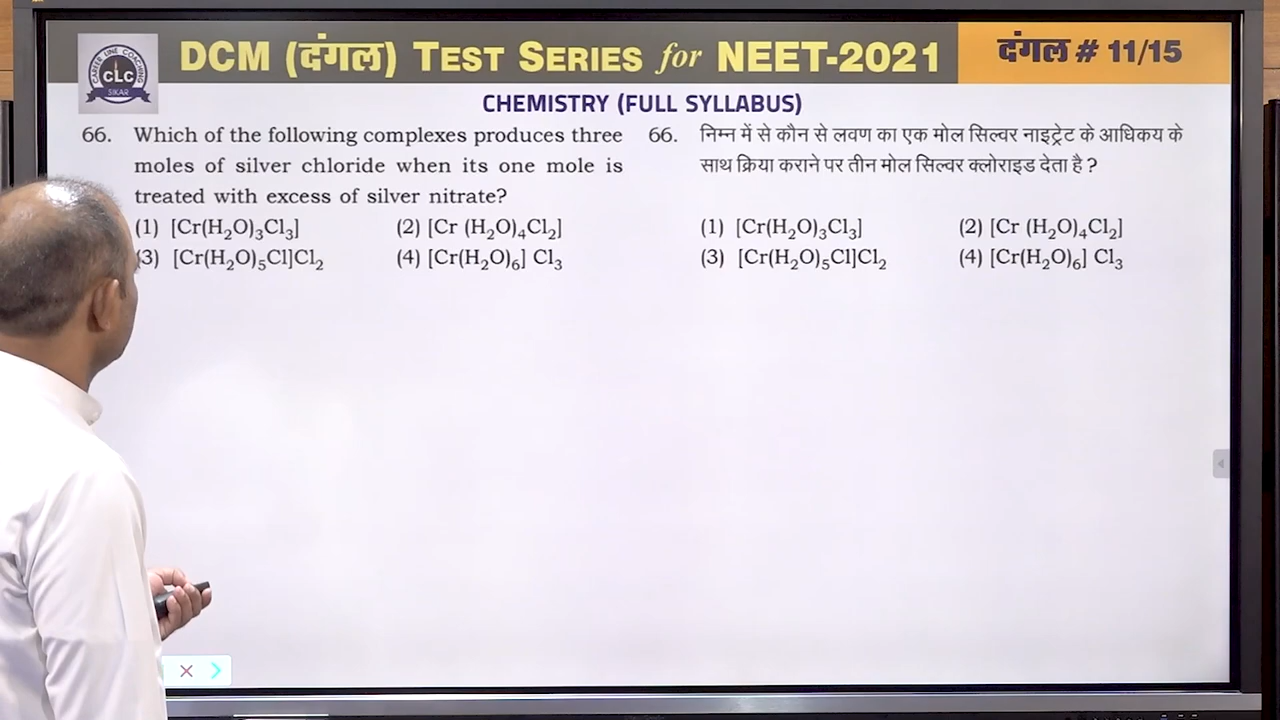 CAREER LINE COACHING
CLC
SIKAR
DCM (दंगल) TEST SERIES for NEET-2021
दंगल # 11/15
CHEMISTRY (FULL SYLLABUS)
66. Which of the following complexes produces three
moles of silver chloride when its one mole is
treated with excess of silver nitrate?
(1) [Cr(H₂O)₃Cl₃] (2) [Cr (H₂O)₄Cl₂]
3) [Cr(H₂O)₅Cl]Cl₂ (4) [Cr(H₂O)₆] Cl₃
66. निम्न में से कौन से लवण का एक मोल सिल्वर नाइट्रेट के आधिकय के
साथ क्रिया कराने पर तीन मोल सिल्वर क्लोराइड देता है ?
(1) [Cr(H₂O)₃Cl₃] (2) [Cr (H₂O)₄Cl₂]
(3) [Cr(H₂O)₅Cl]Cl₂ (4) [Cr(H₂O)₆] Cl₃